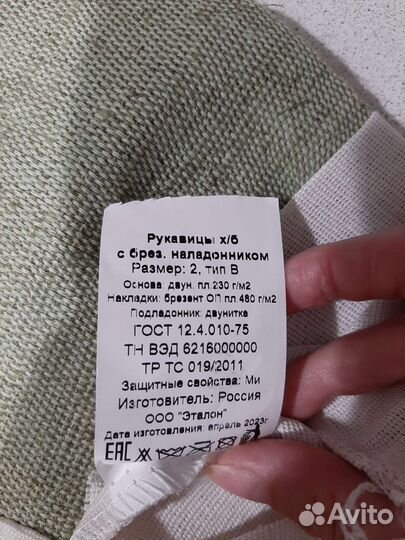 Рукавицы х/б
с брез. наладонником
Размер: 2, тип В
Основа: двун. пл.230 г/м2
Накладки: брезент ОП пл 480 г/м2
Подладонник: двунитка
ГОСТ 12.4.010-75
ТН ВЭД 6216000000
ТР ТС 019/2011
Защитные свойства: Ми
Изготовитель: Россия
ООО "Эталон"
Дата изготовления: апрель 2023г
EAC
Avito